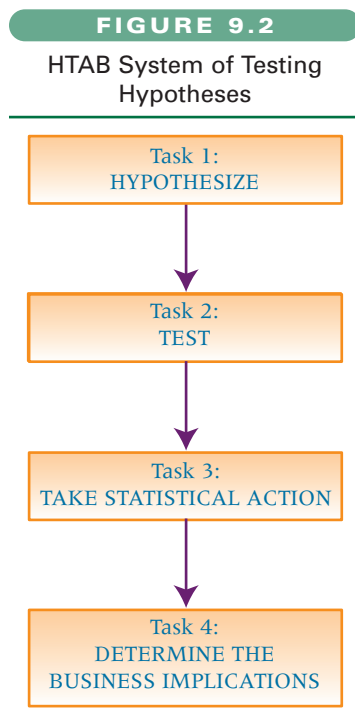 FIGURE 9.2
HTAB System of Testing
Hypotheses
Task 1:
HYPOTHESIZE
Task 2:
TEST
Task 3:
TAKE STATISTICAL ACTION
Task 4:
DETERMINE THE
BUSINESS IMPLICATIONS